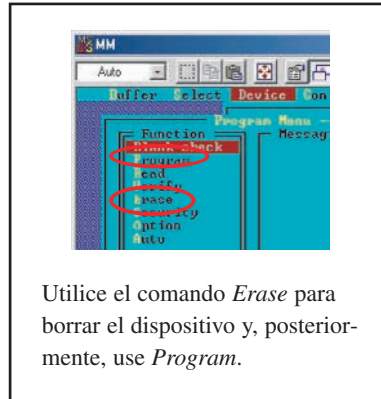 MM
Auto
Buffer Select Device Con
Program Menu
Function
Messag
Blank check
Program
Read
Verify
Erase
Security
Option
Auto
Utilice el comando Erase para
borrar el dispositivo y, posterior-
mente, use Program.